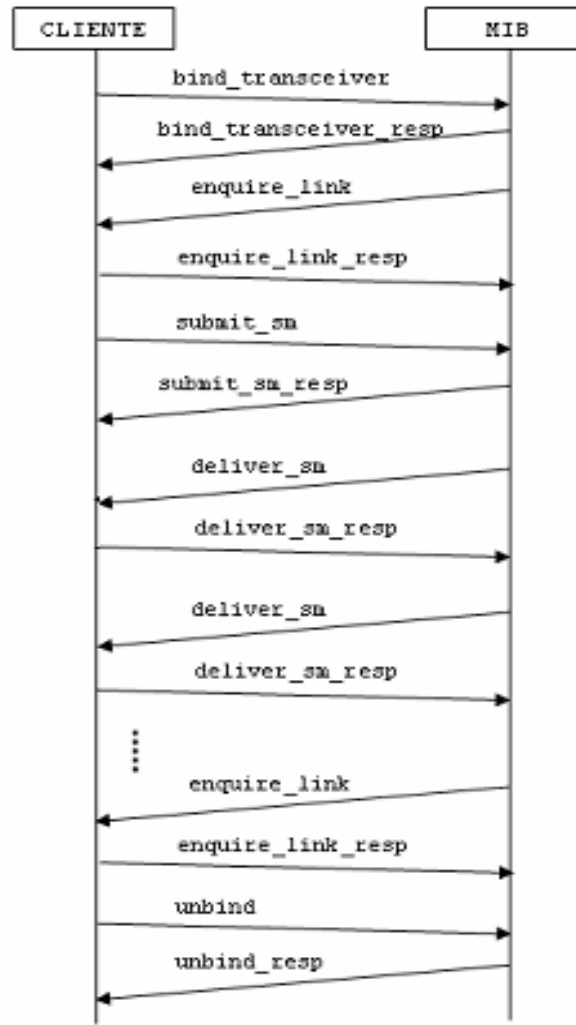 CLIENTE MIB
bind_transceiver
bind_transceiver_resp
enquire_link
enquire_link_resp
submit_sm
submit_sm_resp
deliver_sm
deliver_sm_resp
deliver_sm
deliver_sm_resp
enquire_link
enquire_link_resp
unbind
unbind_resp